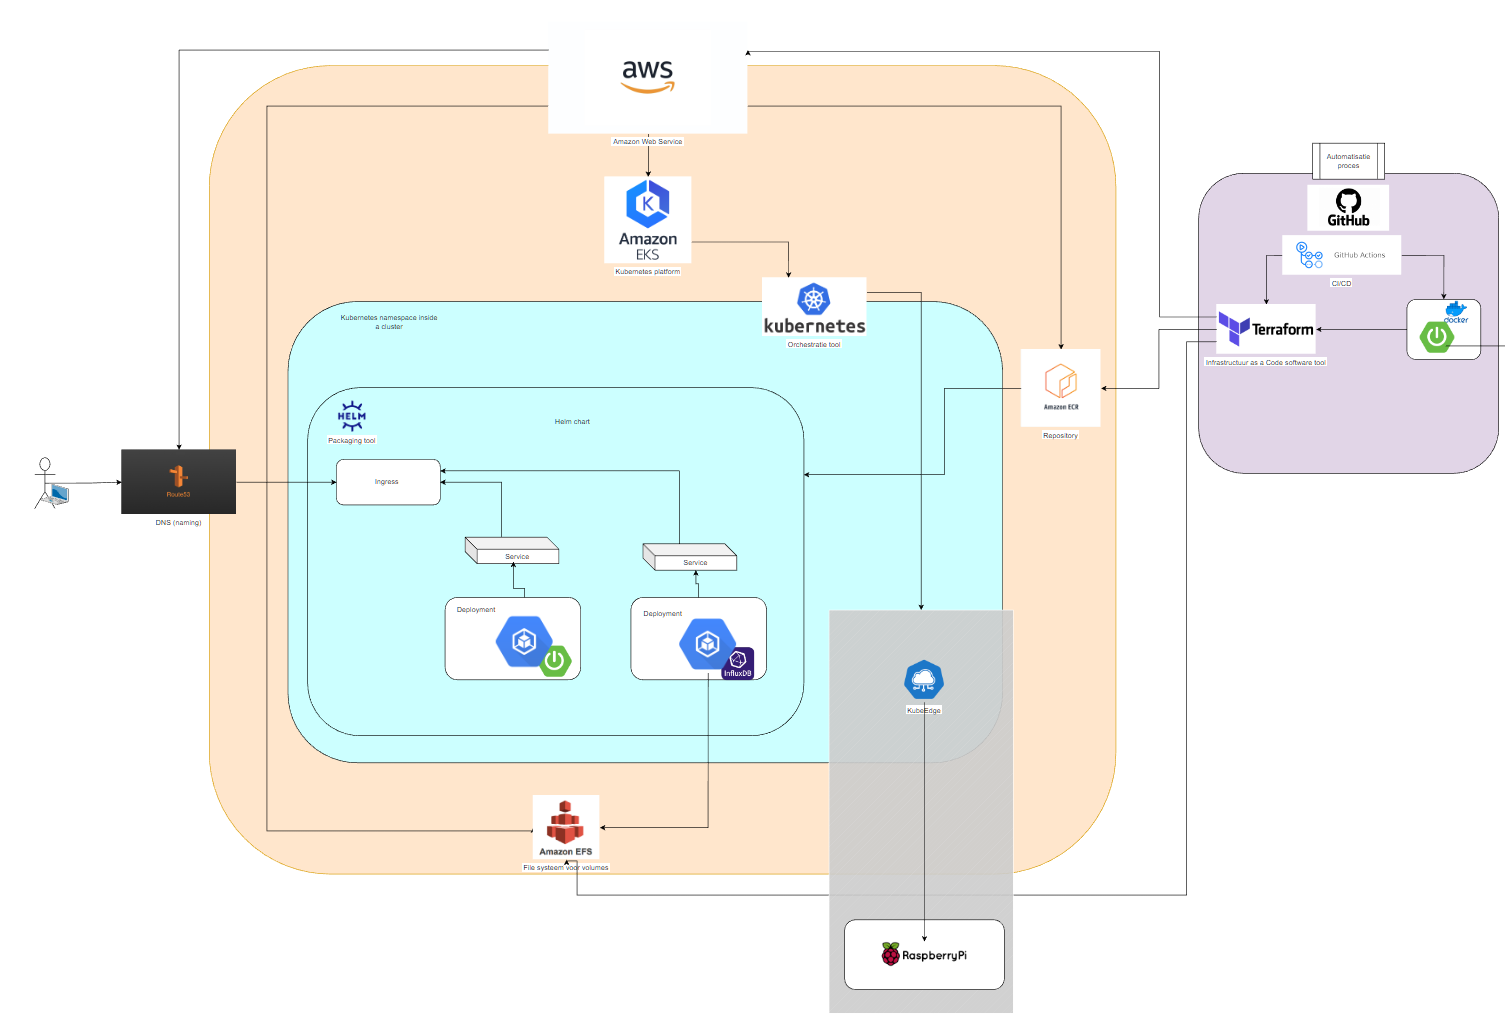 aws
Amazon Web Service
Automatisatie
proces
GitHub
GitHub Actions
CI/CD
Amazon
EKS
Kubernetes platform
kubernetes
Orchestratie tool
Kubernetes namespace inside
a cluster
docker
Terraform
Infrastructuur as a Code software tool
Amazon ECR
Repository
HELM
Packaging tool
Helm chart
Ingress
Route53
DNS (naming)
Service
Service
Deployment
Deployment
InfluxDB
KubeEdge
Amazon EFS
File systeem voor volumes
RaspberryPi